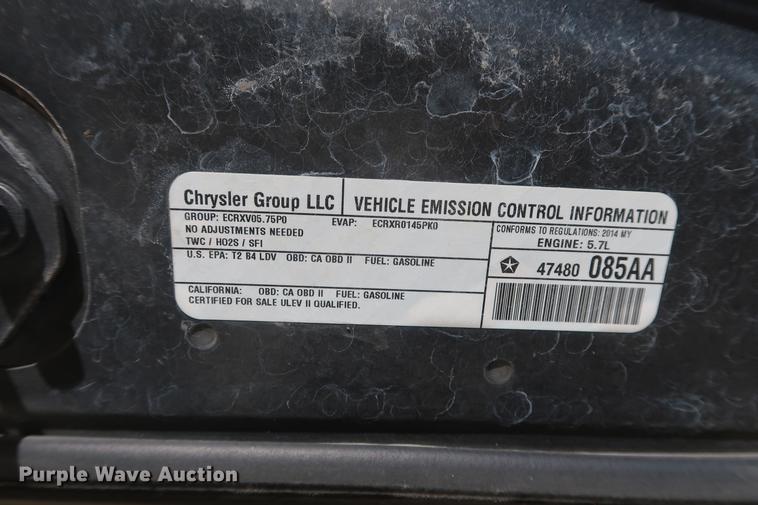 Chrysler Group LLC
VEHICLE EMISSION CONTROL INFORMATION
GROUP: ECRXV05.75P0 EVAP: ECRXR0145PK0
NO ADJUSTMENTS NEEDED
TWC / HO2S / SFI
CONFORMS TO REGULATIONS: 2014 MY
ENGINE: 5.7L
U.S. EPA: T2 B4 LDV OBD: CA OBD II FUEL: GASOLINE
47480 085AA
CALIFORNIA: OBD: CA OBD II FUEL: GASOLINE
CERTIFIED FOR SALE ULEV II QUALIFIED.
Purple Wave Auction